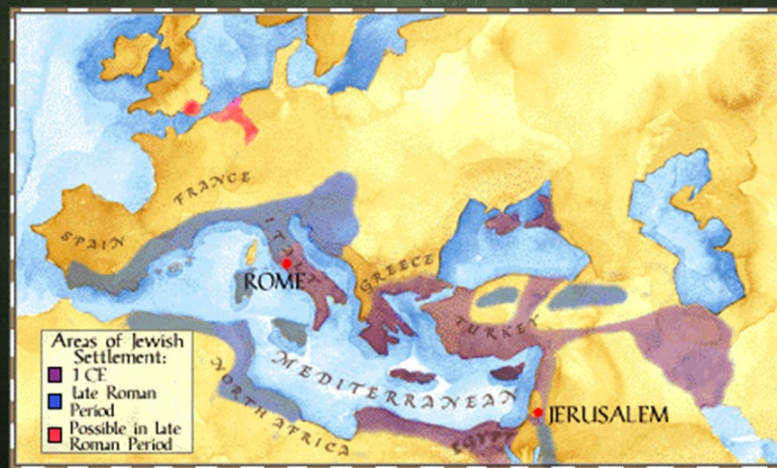 FRANCE
SPAIN
ITALY
ROME
GREECE
TURKEY
MEDITERRANEAN
NORTH AFRICA
EGYPT
JERUSALEM
Areas of Jewish
Settlement:
1 CE
Late Roman
Period
Possible in Late
Roman Period